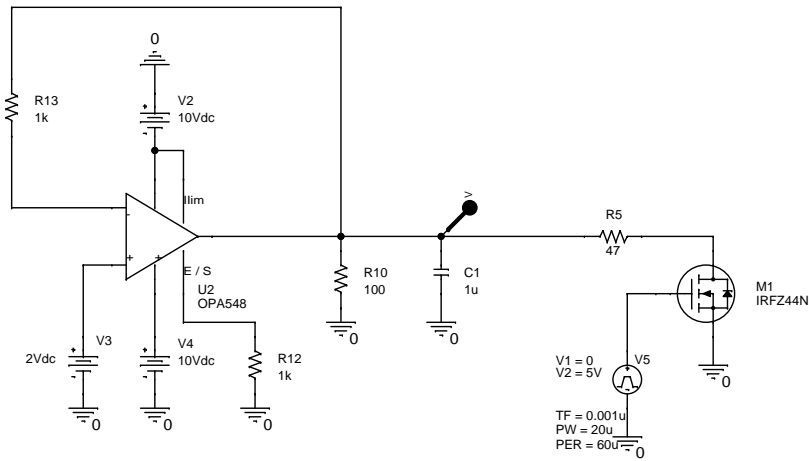 0
R13
1k
V2
10Vdc
+
-
Ilim
-
+
+
E / S
U2
OPA548
V3
2Vdc
+
-
V4
10Vdc
+
-
R12
1k
R10
100
C1
1u
V
R5
47
M1
IRFZ44N
V1 = 0
V2 = 5V
V5
+
-
TF = 0.001u
PW = 20u
PER = 60u
0
0
0
0
0
0
0